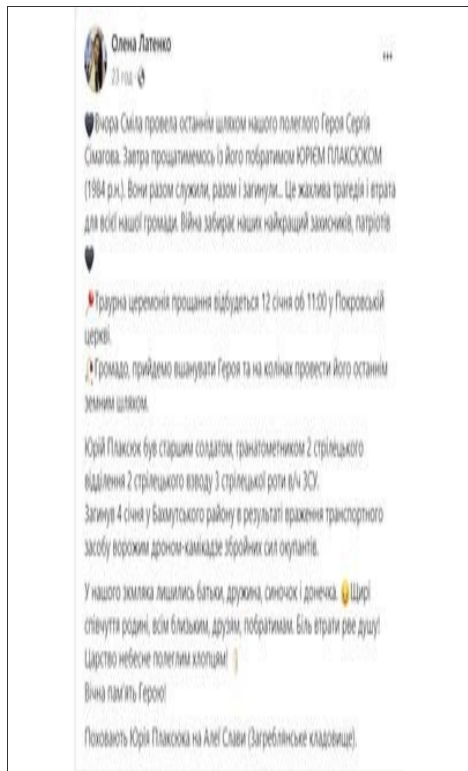 Олена Латенко
23 год
Вчора Сміла провела останнім шляхом нашого полеглого Героя Сергія
Сімагова. Завтра прощатимемось із його побратимом ЮРІЄМ ПЛАКСЮКОМ
(1984 р.н.). Вони разом служили, разом і загинули... Це жахлива трагедія і втрата
для всієї нашої громади. Війна забирає наших найкращий захисників, патріотів
Траурна церемонія прощання відбудеться 12 січня об 11:00 у Покровській
церкві.
Громадо, прийдемо вшанувати Героя та на колінах провести його останнім
земним шляхом.
Юрій Плаксюк був старшим солдатом, гранатометником 2 стрілецького
відділення 2 стрілецького взводу 3 стрілецької роти в/ч ЗСУ.
Загинув 4 січня у Бахмутського району в результаті враження транспортного
засобу ворожим дроном-камікадзе збройних сил окупантів.
У нашого земляка лишились батьки, дружина, синочок і донечка. Щирі
співчуття родині, всім близьким, друзям, побратимам. Біль втрати рве душу!
Царство небесне полеглим хлопцям!
Вічна пам'ять Герою!
Поховають Юрія Плаксюка на Алеї Слави (Загреблянське кладовище).